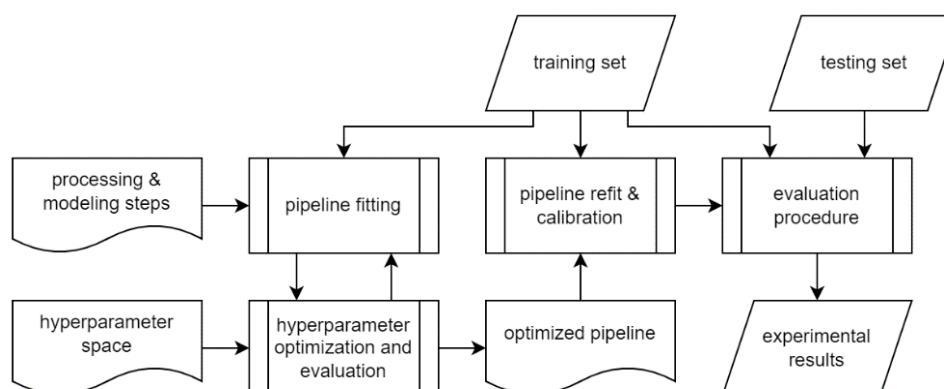 training set
testing set
processing &
modeling steps
pipeline fitting
pipeline refit &
calibration
evaluation
procedure
hyperparameter
space
hyperparameter
optimization and
evaluation
optimized pipeline
experimental
results